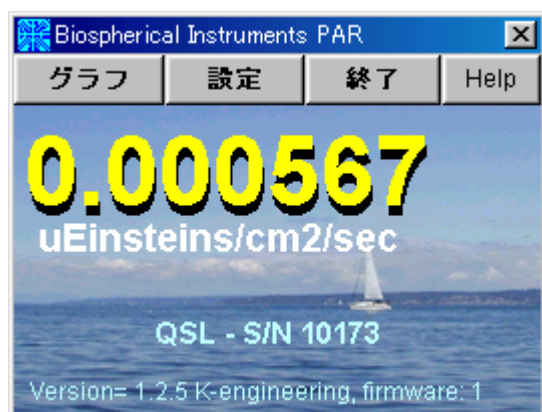 Biospherical Instruments PAR
グラフ 設定 終了 Help
0.000567
uEinsteins/cm2/sec
QSL - S/N 10173
Version= 1.2.5 K-engineering, firmware: 1